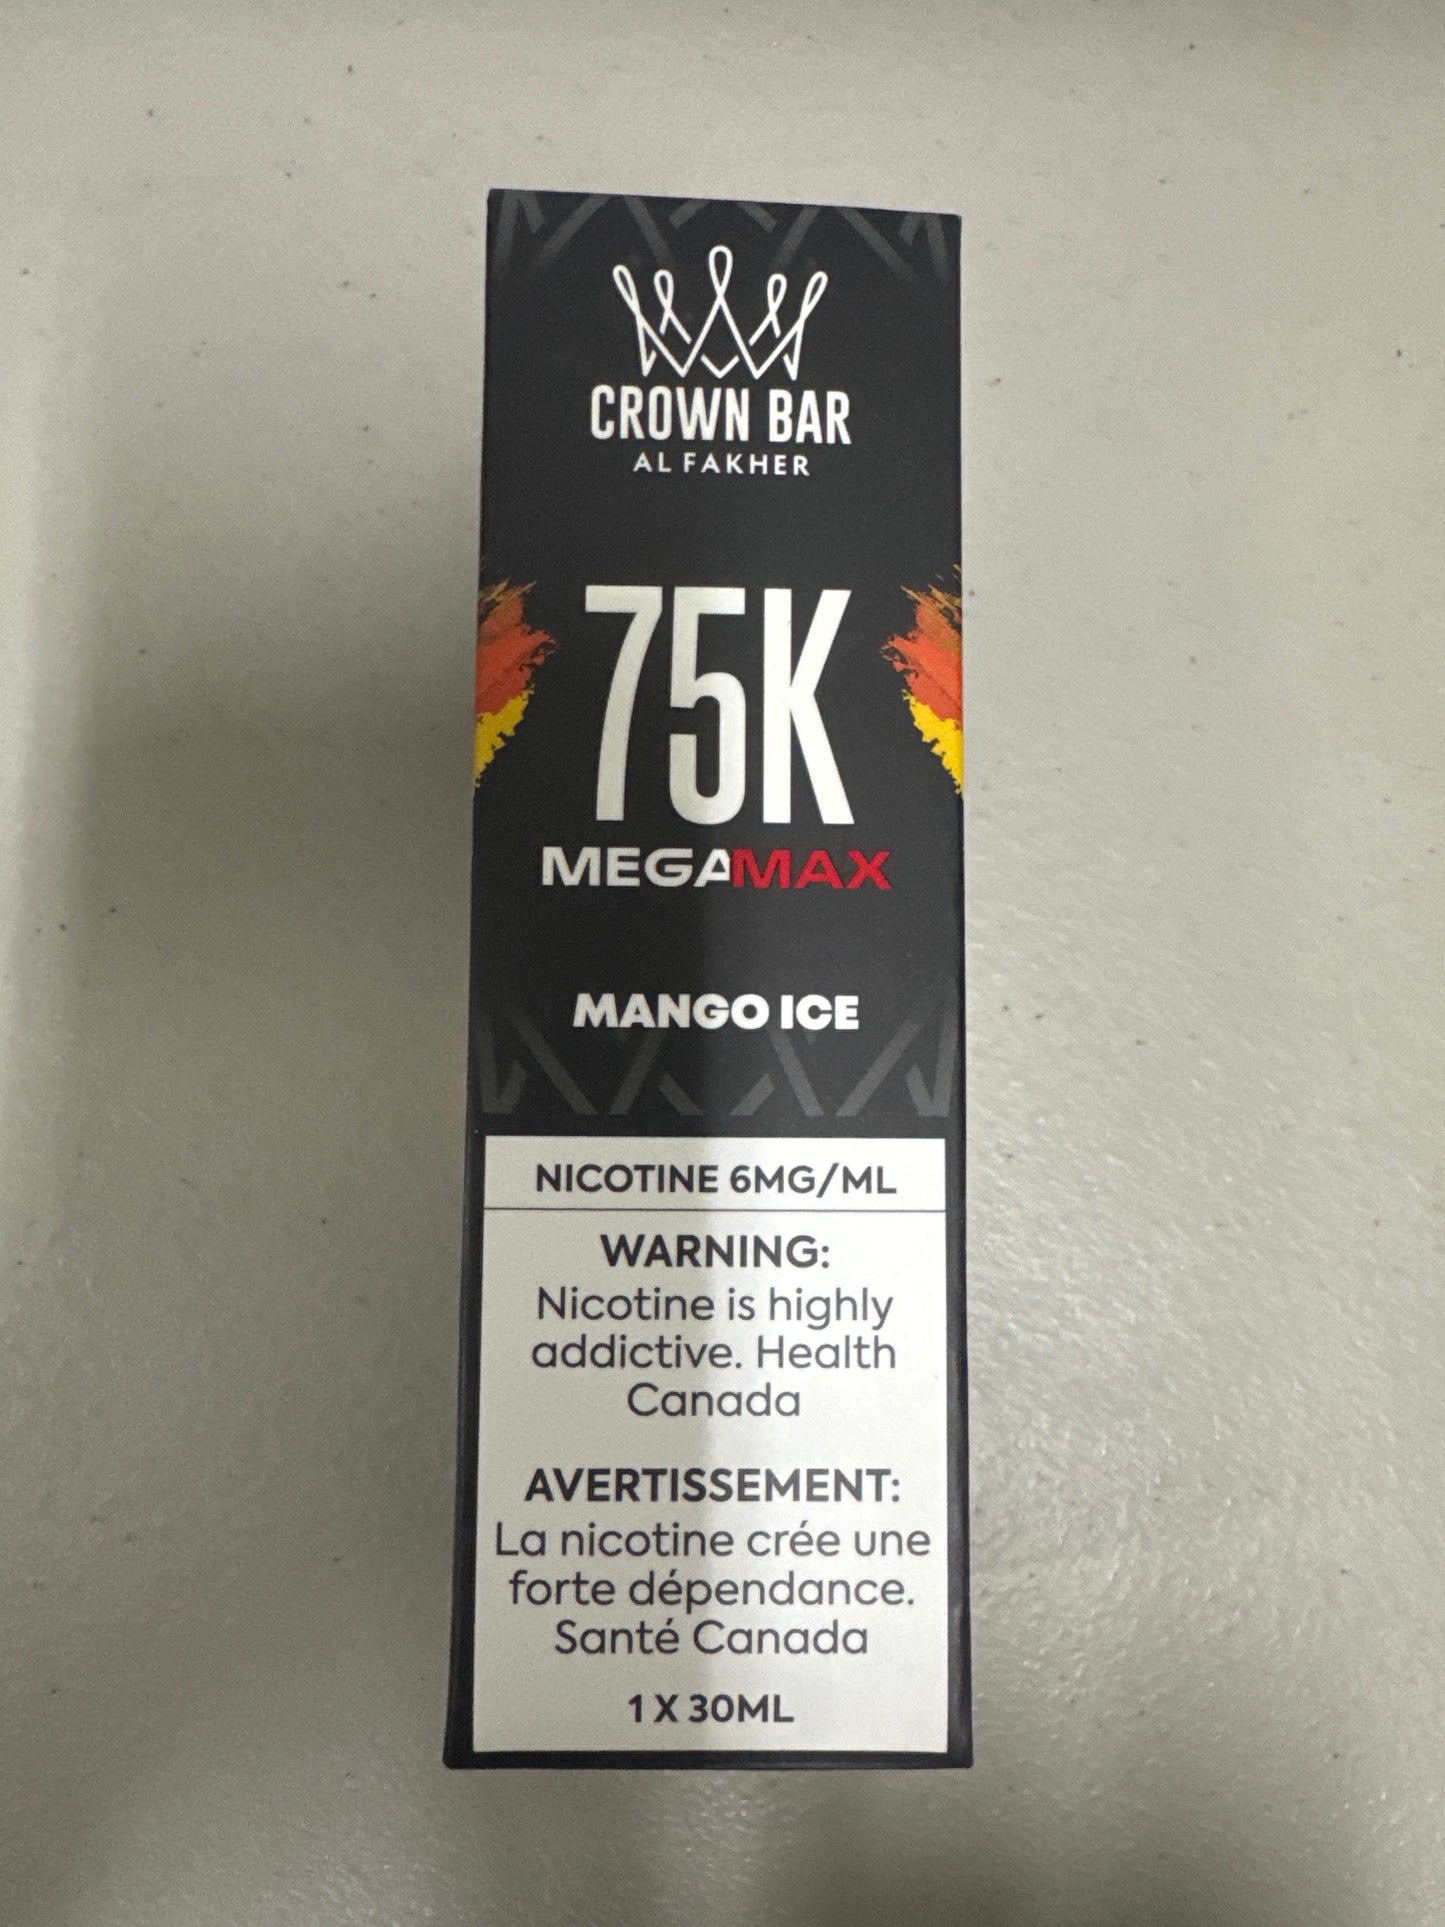 CROWN BAR
AL FAKHER
75K
MEGAMAX
MANGO ICE
NICOTINE 6MG/ML
WARNING:
Nicotine is highly
addictive. Health
Canada
AVERTISSEMENT:
La nicotine crée une
forte dépendance.
Santé Canada
1 X 30ML